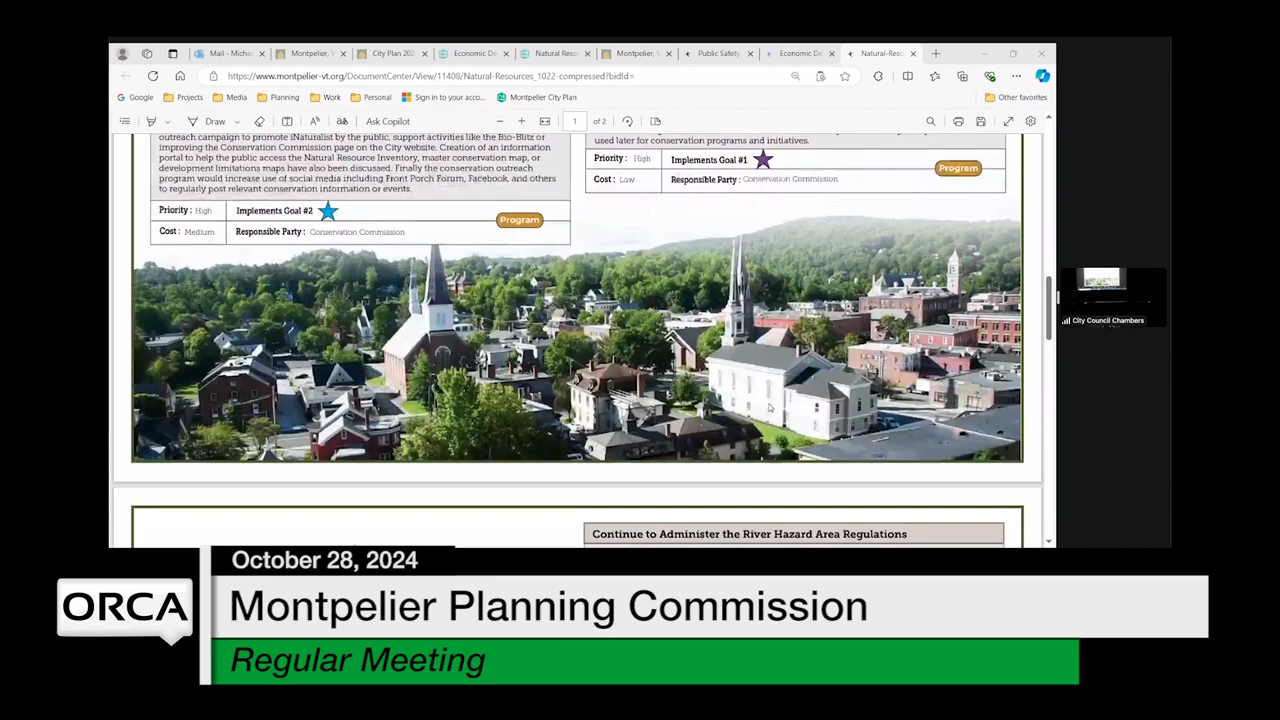 Mail - Micha
Montpelier, V
City Plan 202
Economic De
Natural Reso
Montpelier, V
Public Safety
Economic De
Natural-Reso
https://www.montpelier-vt.org/DocumentCenter/View/11408/Natural-Resources_1022-compressed?bidId=
Google
Projects
Media
Planning
Work
Personal
Sign in to your acco...
Montpelier City Plan
Other favorites
Draw
Ask Copilot
1 of 2
outreach campaign to promote iNaturalist by the public, support activities like the Bio-Blitz or
improving the Conservation Commission page on the City website. Creation of an information
portal to help the public access the Natural Resource Inventory, master conservation map, or
development limitations maps have also been discussed. Finally the conservation outreach
program would increase use of social media including Front Porch Forum, Facebook, and others
to regularly post relevant conservation information or events.
Priority : High
Implements Goal #2
Program
Cost : Medium
Responsible Party : Conservation Commission
used later for conservation programs and initiatives.
Priority : High
Implements Goal #1
Program
Cost : Low
Responsible Party : Conservation Commission
City Council Chambers
Continue to Administer the River Hazard Area Regulations
October 28, 2024
ORCA
Montpelier Planning Commission
Regular Meeting